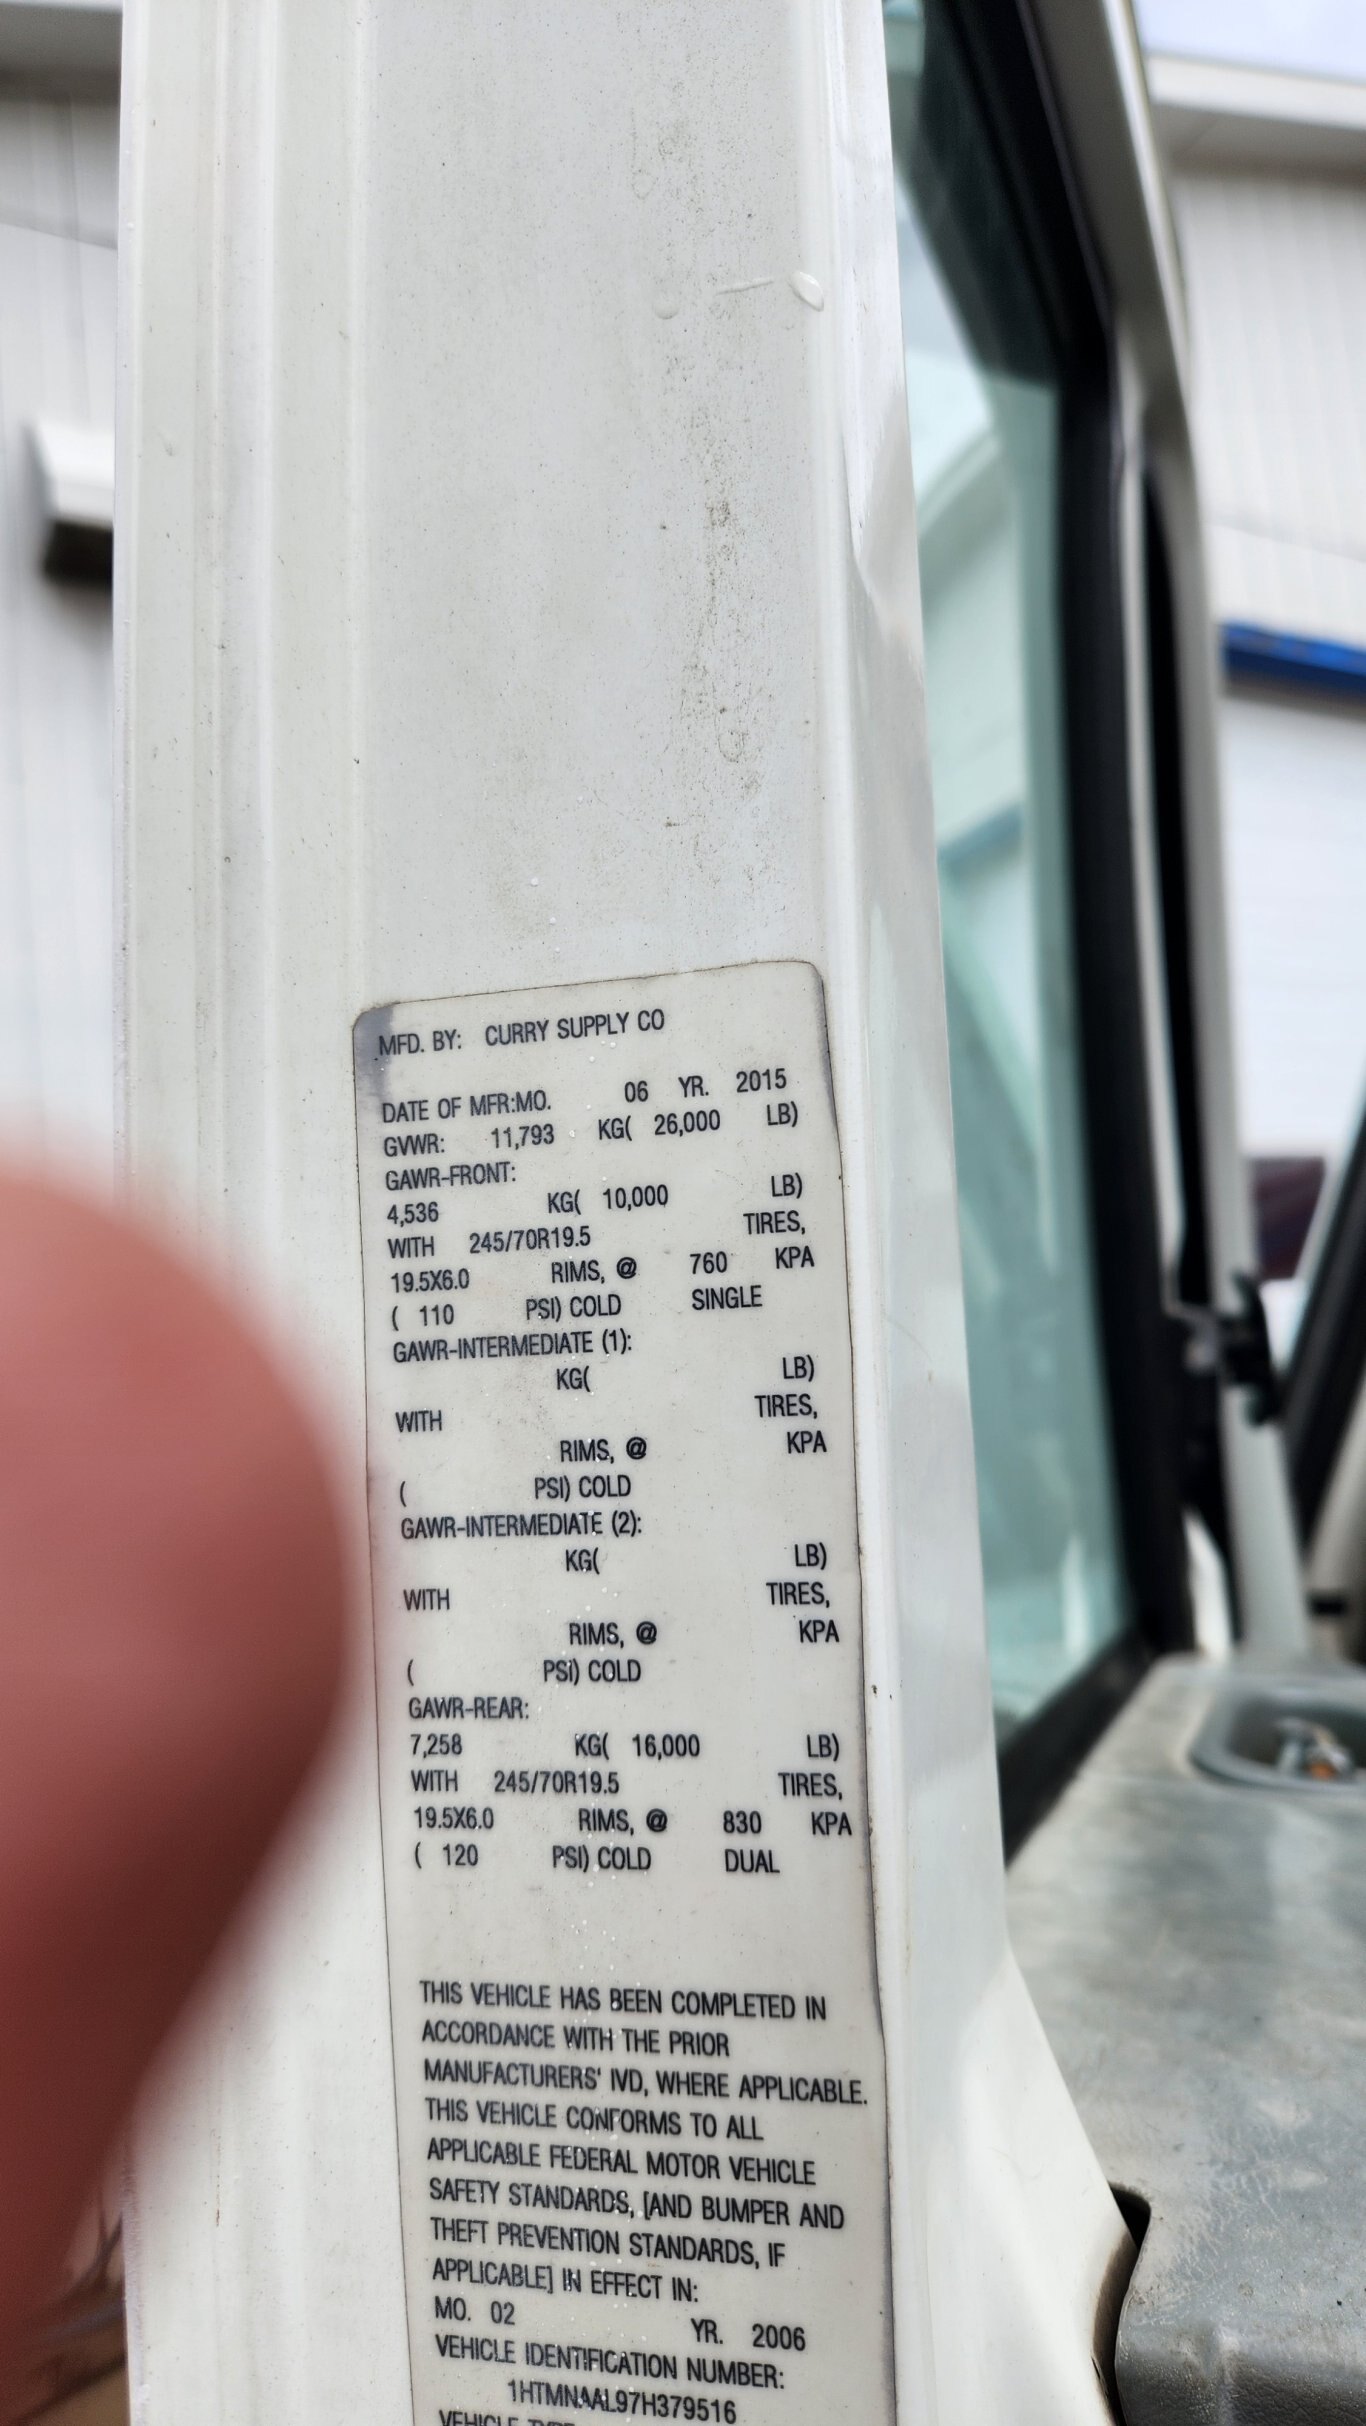 MFD. BY: CURRY SUPPLY CO
DATE OF MFR:MO. 06 YR. 2015
GVWR: 11,793 KG( 26,000 LB)
GAWR-FRONT:
4,536 KG( 10,000 LB)
WITH 245/70R19.5 TIRES,
19.5X6.0 RIMS, @ 760 KPA
( 110 PSI) COLD SINGLE
GAWR-INTERMEDIATE (1):
KG( LB)
WITH TIRES,
RIMS, @ KPA
( PSI) COLD
GAWR-INTERMEDIATE (2):
KG( LB)
WITH TIRES,
RIMS, @ KPA
( PSI) COLD
GAWR-REAR:
7,258 KG( 16,000 LB)
WITH 245/70R19.5 TIRES,
19.5X6.0 RIMS, @ 830 KPA
( 120 PSI) COLD DUAL
THIS VEHICLE HAS BEEN COMPLETED IN
ACCORDANCE WITH THE PRIOR
MANUFACTURERS' IVD, WHERE APPLICABLE.
THIS VEHICLE CONFORMS TO ALL
APPLICABLE FEDERAL MOTOR VEHICLE
SAFETY STANDARDS, [AND BUMPER AND
THEFT PREVENTION STANDARDS, IF
APPLICABLE] IN EFFECT IN:
MO. 02 YR. 2006
VEHICLE IDENTIFICATION NUMBER:
1HTMNAAL97H379516
VEHICLE